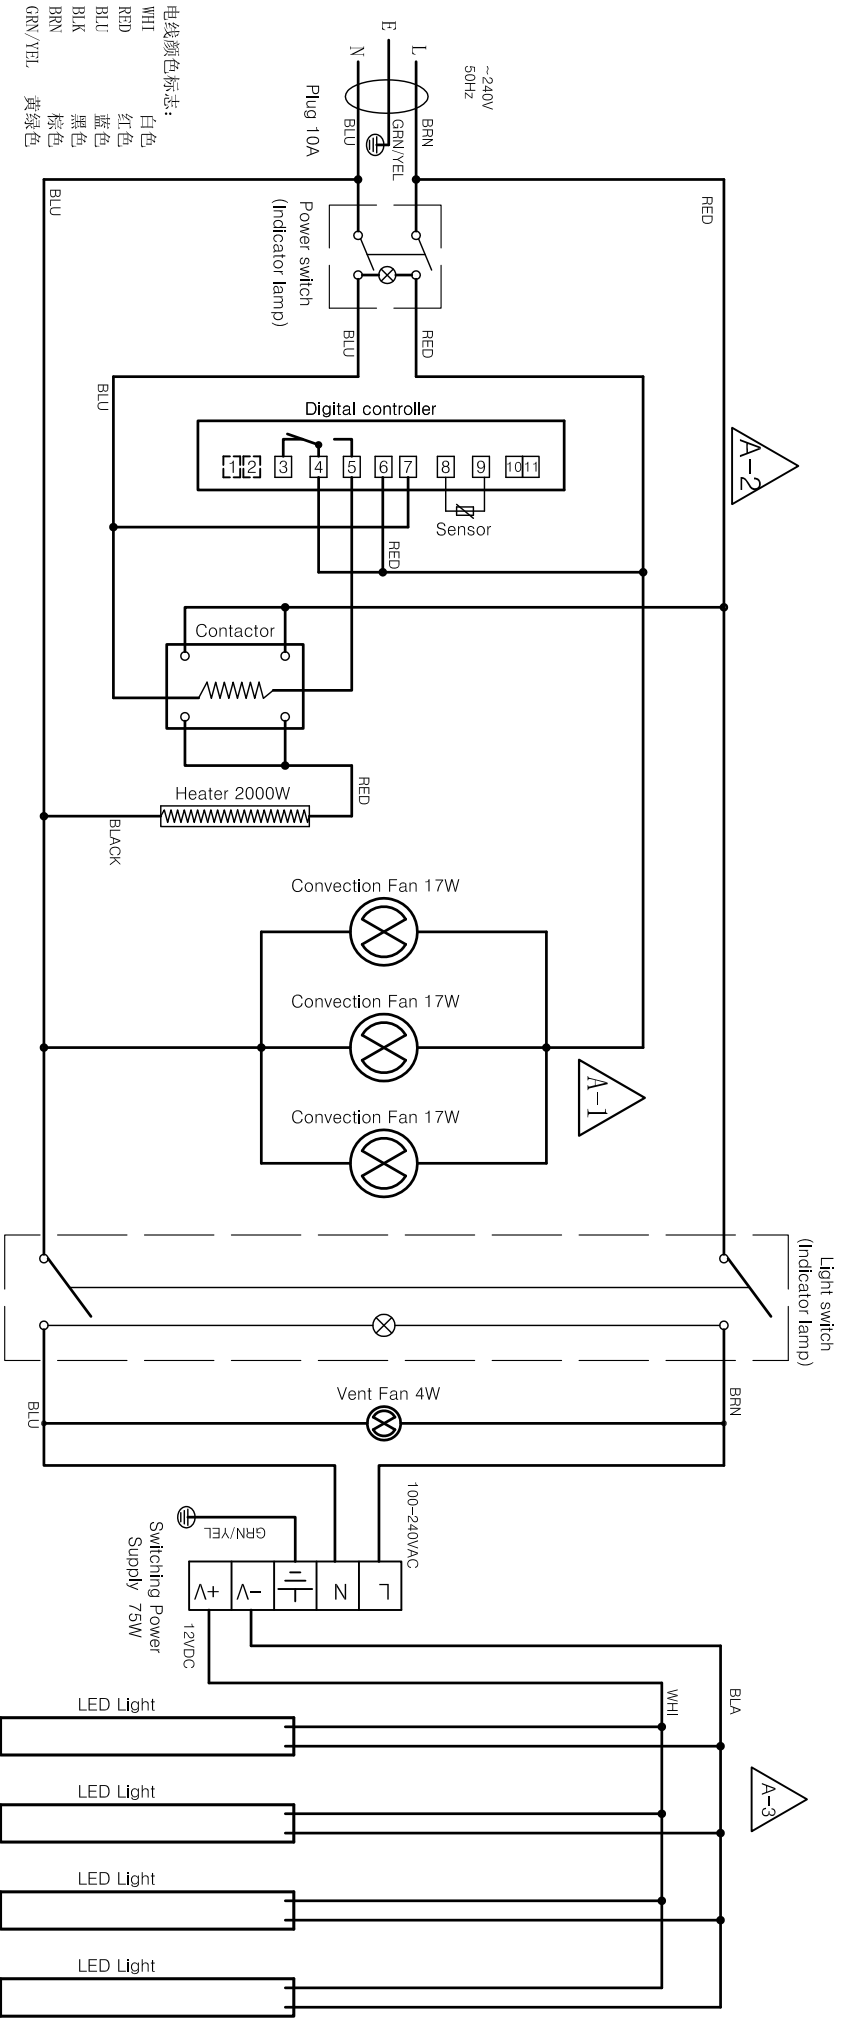 电线颜色标志:
WHI 白色
RED 红色
BLU 蓝色
BLK 黑色
BRN 棕色
GRN/YEL 黄绿色
~240V
50Hz
L
E
N
BRN
GRN/YEL
BLU
Plug 10A
RED
BLU
Power switch
(Indicator lamp)
RED
BLU
BLU
A-2
Digital controller
1 2 3 4 5 6 7 8 9 10 11
Sensor
RED
Contactor
Heater 2000W
RED
BLACK
Convection Fan 17W
Convection Fan 17W
Convection Fan 17W
A-1
Light switch
(Indicator lamp)
Vent Fan 4W
BRN
BLU
100-240VAC
GRN/YEL
L
N
V-
V+
Switching Power
Supply 75W
12VDC
BLA
WHI
A-3
LED Light
LED Light
LED Light
LED Light